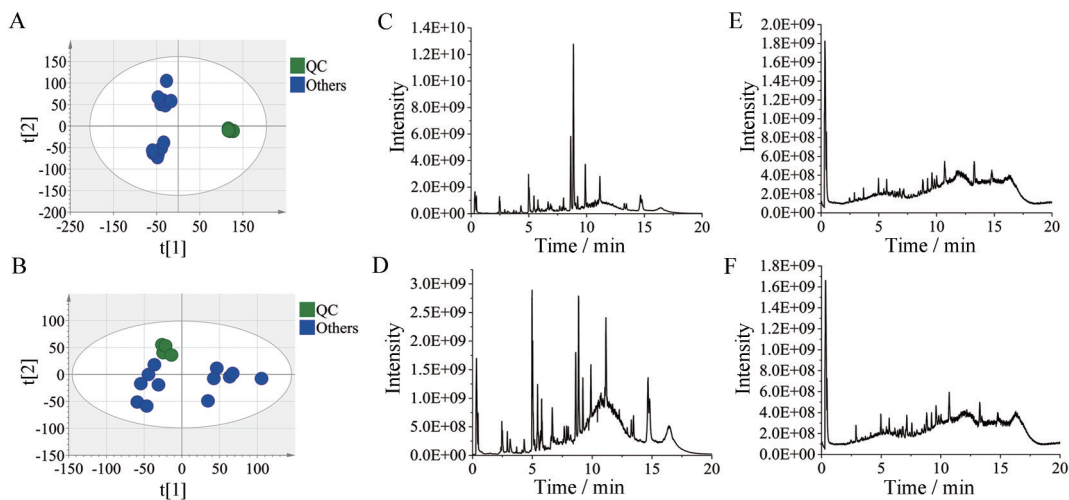 A
QC
Others
150
100
50
0
-50
-100
-150
-200
-250
-150
-50
50
150
t[2]
t[1]
B
QC
Others
100
50
0
-50
-100
-150
-100
-50
0
50
100
t[2]
t[1]
C
1.4E+10
1.2E+10
1.0E+10
8.0E+09
6.0E+09
4.0E+09
2.0E+09
0.0E+00
0
5
10
15
20
Intensity
Time / min
D
3.0E+09
2.5E+09
2.0E+09
1.5E+09
1.0E+09
5.0E+08
0.0E+00
0
5
10
15
20
Intensity
Time / min
E
2.0E+09
1.8E+09
1.6E+09
1.4E+09
1.2E+09
1.0E+09
8.0E+08
6.0E+08
4.0E+08
2.0E+08
0.0E+00
0
5
10
15
20
Intensity
Time / min
F
1.8E+09
1.6E+09
1.4E+09
1.2E+09
1.0E+09
8.0E+08
6.0E+08
4.0E+08
2.0E+08
0.0E+00
0
5
10
15
20
Intensity
Time / min